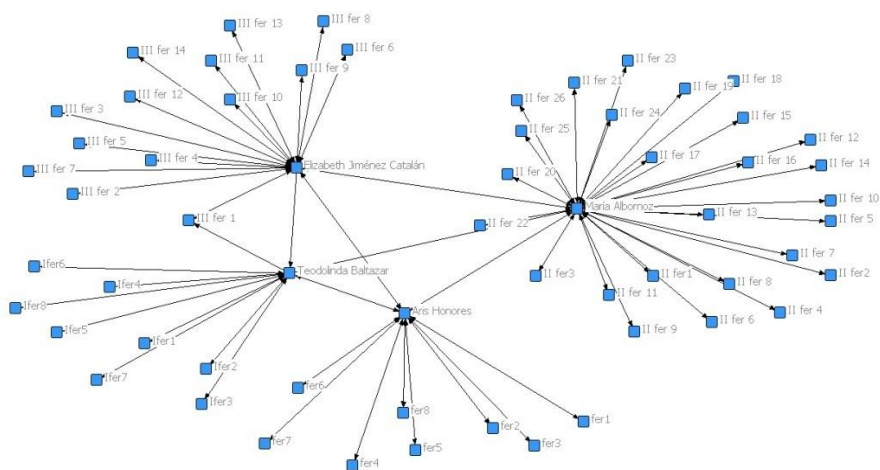 III fer 13
III fer 8
III fer 14
III fer 11
III fer 6
III fer 9
III fer 12
III fer 10
III fer 3
III fer 5
III fer 4
III fer 7
III fer 2
Elizabeth Jiménez Catalán
III fer 1
II fer 23
II fer 21
II fer 19
II fer 18
II fer 26
II fer 24
II fer 15
II fer 25
II fer 12
II fer 17
II fer 16
II fer 14
II fer 20
II fer 10
María Albornoz
II fer 13
II fer 5
II fer 22
II fer 7
II fer3
II fer1
II fer2
II fer 8
II fer 11
II fer 4
II fer 6
II fer 9
Ifer6
Teodolinda Baltazar
Ifer4
Ifer8
Ifer5
Ifer1
Ifer2
Ifer7
Ifer3
Aris Honores
fer6
fer8
fer1
fer2
fer7
fer5
fer3
fer4